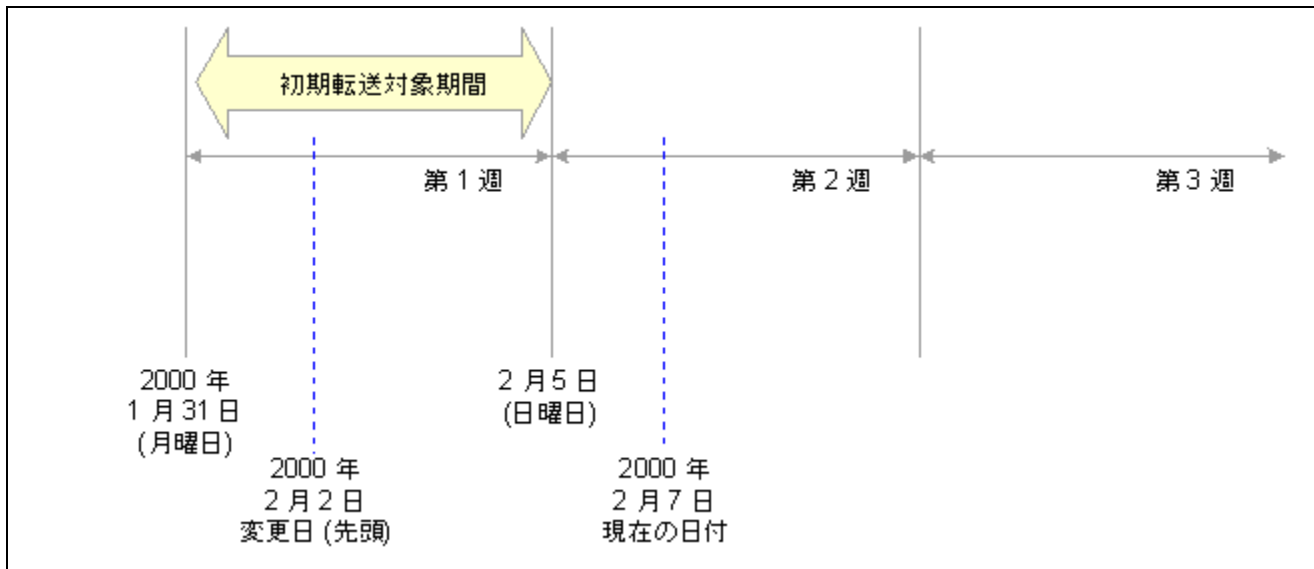 初期転送対象期間
第1週
第2週
第3週
2000 年
1 月 31 日
(月曜日)
2 月 5 日
(日曜日)
2000 年
2 月 2 日
変更日 (先頭)
2000 年
2 月 7 日
現在の日付